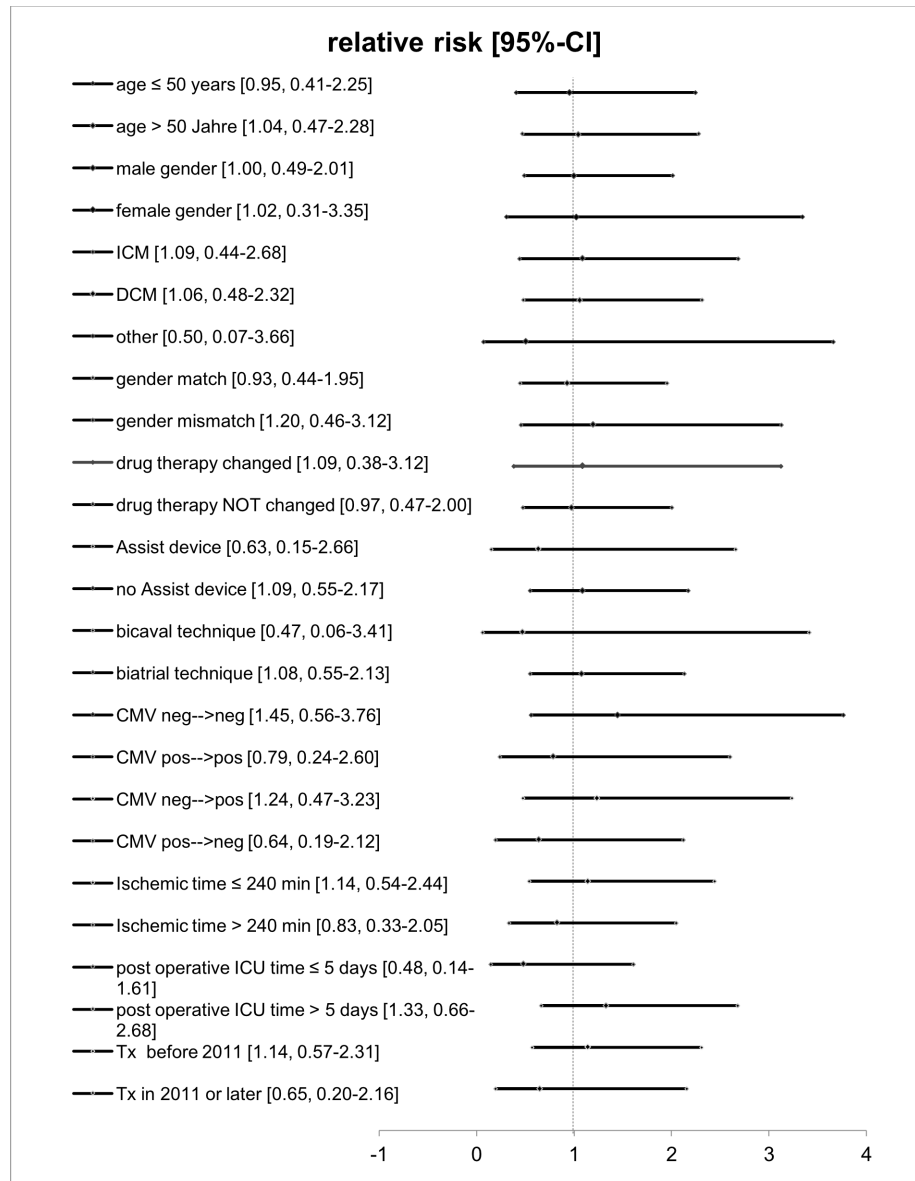 relative risk [95%-CI]
age ≤ 50 years [0.95, 0.41-2.25]
age > 50 Jahre [1.04, 0.47-2.28]
male gender [1.00, 0.49-2.01]
female gender [1.02, 0.31-3.35]
ICM [1.09, 0.44-2.68]
DCM [1.06, 0.48-2.32]
other [0.50, 0.07-3.66]
gender match [0.93, 0.44-1.95]
gender mismatch [1.20, 0.46-3.12]
drug therapy changed [1.09, 0.38-3.12]
drug therapy NOT changed [0.97, 0.47-2.00]
Assist device [0.63, 0.15-2.66]
no Assist device [1.09, 0.55-2.17]
bicaval technique [0.47, 0.06-3.41]
biatrial technique [1.08, 0.55-2.13]
CMV neg-->neg [1.45, 0.56-3.76]
CMV pos-->pos [0.79, 0.24-2.60]
CMV neg-->pos [1.24, 0.47-3.23]
CMV pos-->neg [0.64, 0.19-2.12]
Ischemic time ≤ 240 min [1.14, 0.54-2.44]
Ischemic time > 240 min [0.83, 0.33-2.05]
post operative ICU time ≤ 5 days [0.48, 0.14-
1.61]
post operative ICU time > 5 days [1.33, 0.66-
2.68]
Tx before 2011 [1.14, 0.57-2.31]
Tx in 2011 or later [0.65, 0.20-2.16]
-1 0 1 2 3 4